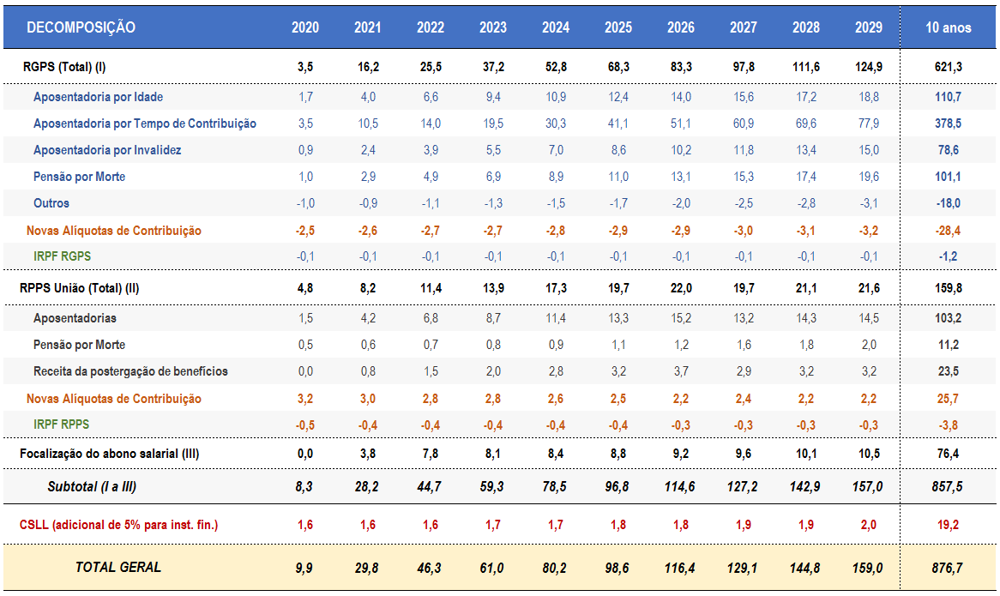 DECOMPOSIÇÃO 2020 2021 2022 2023 2024 2025 2026 2027 2028 2029 10 anos
RGPS (Total) (I) 3,5 16,2 25,5 37,2 52,8 68,3 83,3 97,8 111,6 124,9 621,3
Aposentadoria por Idade 1,7 4,0 6,6 9,4 10,9 12,4 14,0 15,6 17,2 18,8 110,7
Aposentadoria por Tempo de Contribuição 3,5 10,5 14,0 19,5 30,3 41,1 51,1 60,9 69,6 77,9 378,5
Aposentadoria por Invalidez 0,9 2,4 3,9 5,5 7,0 8,6 10,2 11,8 13,4 15,0 78,6
Pensão por Morte 1,0 2,9 4,9 6,9 8,9 11,0 13,1 15,3 17,4 19,6 101,1
Outros -1,0 -0,9 -1,1 -1,3 -1,5 -1,7 -2,0 -2,5 -2,8 -3,1 -18,0
Novas Alíquotas de Contribuição -2,5 -2,6 -2,7 -2,7 -2,8 -2,9 -2,9 -3,0 -3,1 -3,2 -28,4
IRPF RGPS -0,1 -0,1 -0,1 -0,1 -0,1 -0,1 -0,1 -0,1 -0,1 -0,1 -1,2
RPPS União (Total) (II) 4,8 8,2 11,4 13,9 17,3 19,7 22,0 19,7 21,1 21,6 159,8
Aposentadorias 1,5 4,2 6,8 8,7 11,4 13,3 15,2 13,2 14,3 14,5 103,2
Pensão por Morte 0,5 0,6 0,7 0,8 0,9 1,1 1,2 1,6 1,8 2,0 11,2
Receita da postergação de benefícios 0,0 0,8 1,5 2,0 2,8 3,2 3,7 2,9 3,2 3,2 23,5
Novas Alíquotas de Contribuição 3,2 3,0 2,8 2,8 2,6 2,5 2,2 2,4 2,2 2,2 25,7
IRPF RPPS -0,5 -0,4 -0,4 -0,4 -0,4 -0,4 -0,3 -0,3 -0,3 -0,3 -3,8
Focalização do abono salarial (III) 0,0 3,8 7,8 8,1 8,4 8,8 9,2 9,6 10,1 10,5 76,4
Subtotal (I a III) 8,3 28,2 44,7 59,3 78,5 96,8 114,6 127,2 142,9 157,0 857,5
CSLL (adicional de 5% para inst. fin.) 1,6 1,6 1,6 1,7 1,7 1,8 1,8 1,9 1,9 2,0 19,2
TOTAL GERAL 9,9 29,8 46,3 61,0 80,2 98,6 116,4 129,1 144,8 159,0 876,7